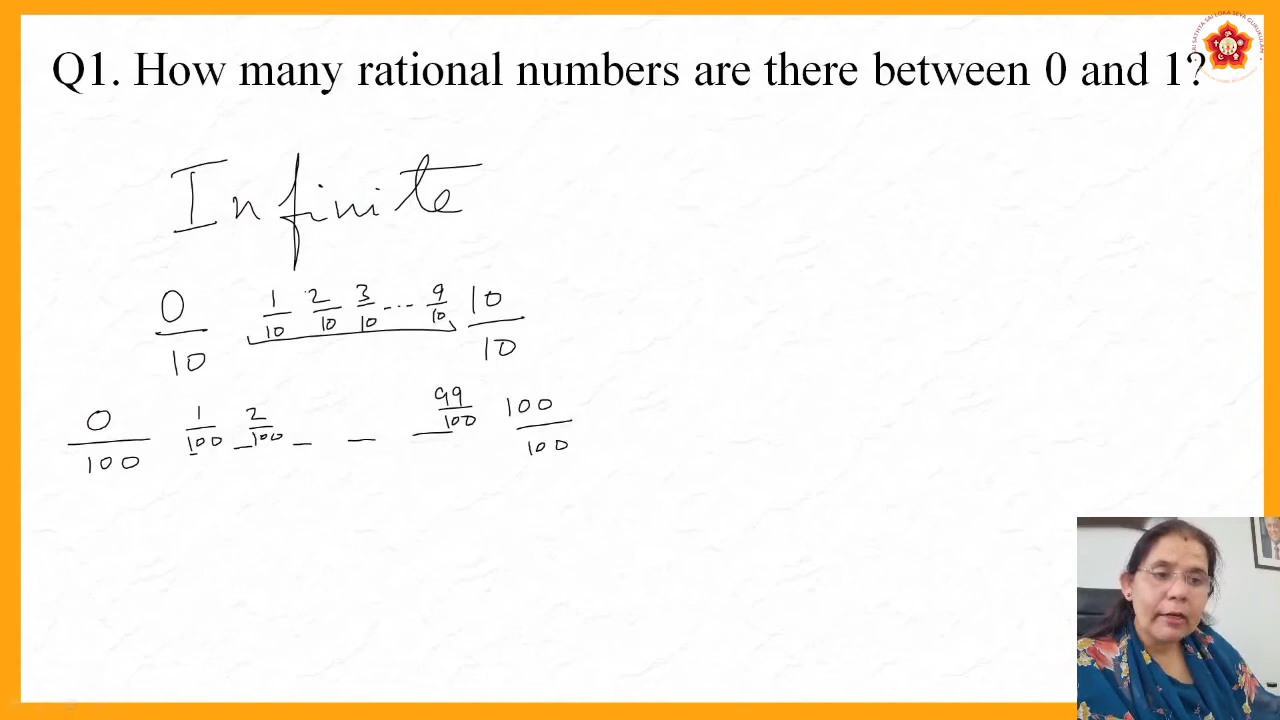 Q1. How many rational numbers are there between 0 and 1?
Infinite
0/10 1/10 2/10 3/10 --... 9/10 10/10
0/100 1/100 2/100 _ _ _ 99/100 100/100